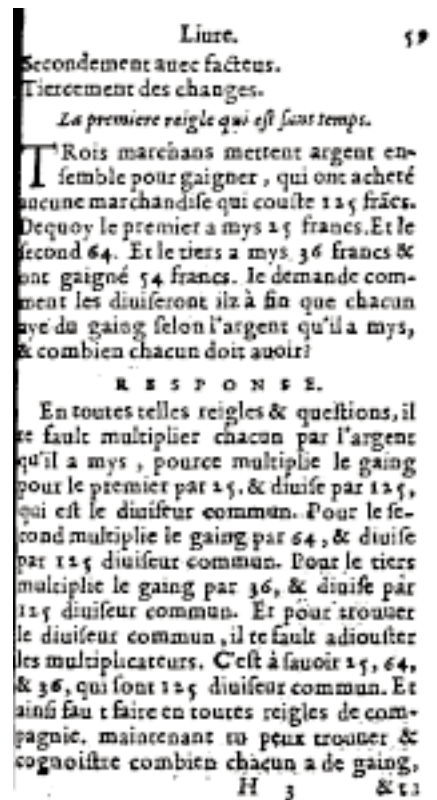 Liure. 59
Secondement auec facteus.
Tiercement des changes.
La premiere reigle qui eſt ſans temps.
TRois marchans mettent argent en-
ſemble pour gaigner, qui ont acheté
aucune marchandiſe qui couſte 125 frãcs.
Dequoy le premier a mys 25 francs. Et le
ſecond 64. Et le tiers a mys 36 francs &
ont gaigné 54 francs. Ie demande com-
ment les diuiſeront ilz à fin que chacun
aye du gaing ſelon l'argent qu'il a mys,
& combien chacun doit auoir?
RESPONSE.
En toutes telles reigles & queſtions, il
te fault multiplier chacun par l'argent
qu'il a mys, pource multiplie le gaing
pour le premier par 25. & diuiſe par 125,
qui eſt le diuiſeur commun. Pour le ſe-
cond multiplie le gaing par 64, & diuiſe
par 125 diuiſeur commun. Pour le tiers
multiplie le gaing par 36, & diuiſe par
125 diuiſeur commun. Et pour trouuer
le diuiſeur commun, il te fault adiouſter
les multiplicateurs. C'eſt à ſauoir 25, 64,
& 36, qui ſont 125 diuiſeur commun. Et
ainſi fau t faire en toutes reigles de com-
pagnie. maintenant tu peux trouuer &
cognoiſtre combien chacun a de gaing,
H 3 &